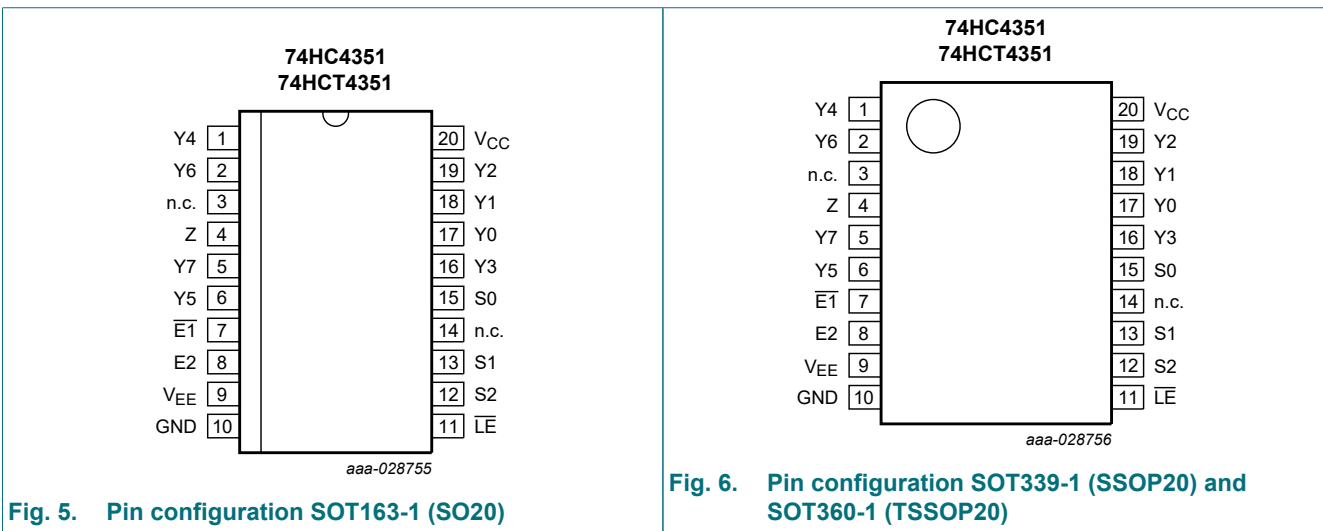 74HC4351
74HCT4351
Y4 1 20 VCC
Y6 2 19 Y2
n.c. 3 18 Y1
Z 4 17 Y0
Y7 5 16 Y3
Y5 6 15 S0
E1 7 14 n.c.
E2 8 13 S1
VEE 9 12 S2
GND 10 11 LE
aaa-028755
Fig. 5. Pin configuration SOT163-1 (SO20)
74HC4351
74HCT4351
Y4 1 20 VCC
Y6 2 19 Y2
n.c. 3 18 Y1
Z 4 17 Y0
Y7 5 16 Y3
Y5 6 15 S0
E1 7 14 n.c.
E2 8 13 S1
VEE 9 12 S2
GND 10 11 LE
aaa-028756
Fig. 6. Pin configuration SOT339-1 (SSOP20) and
SOT360-1 (TSSOP20)